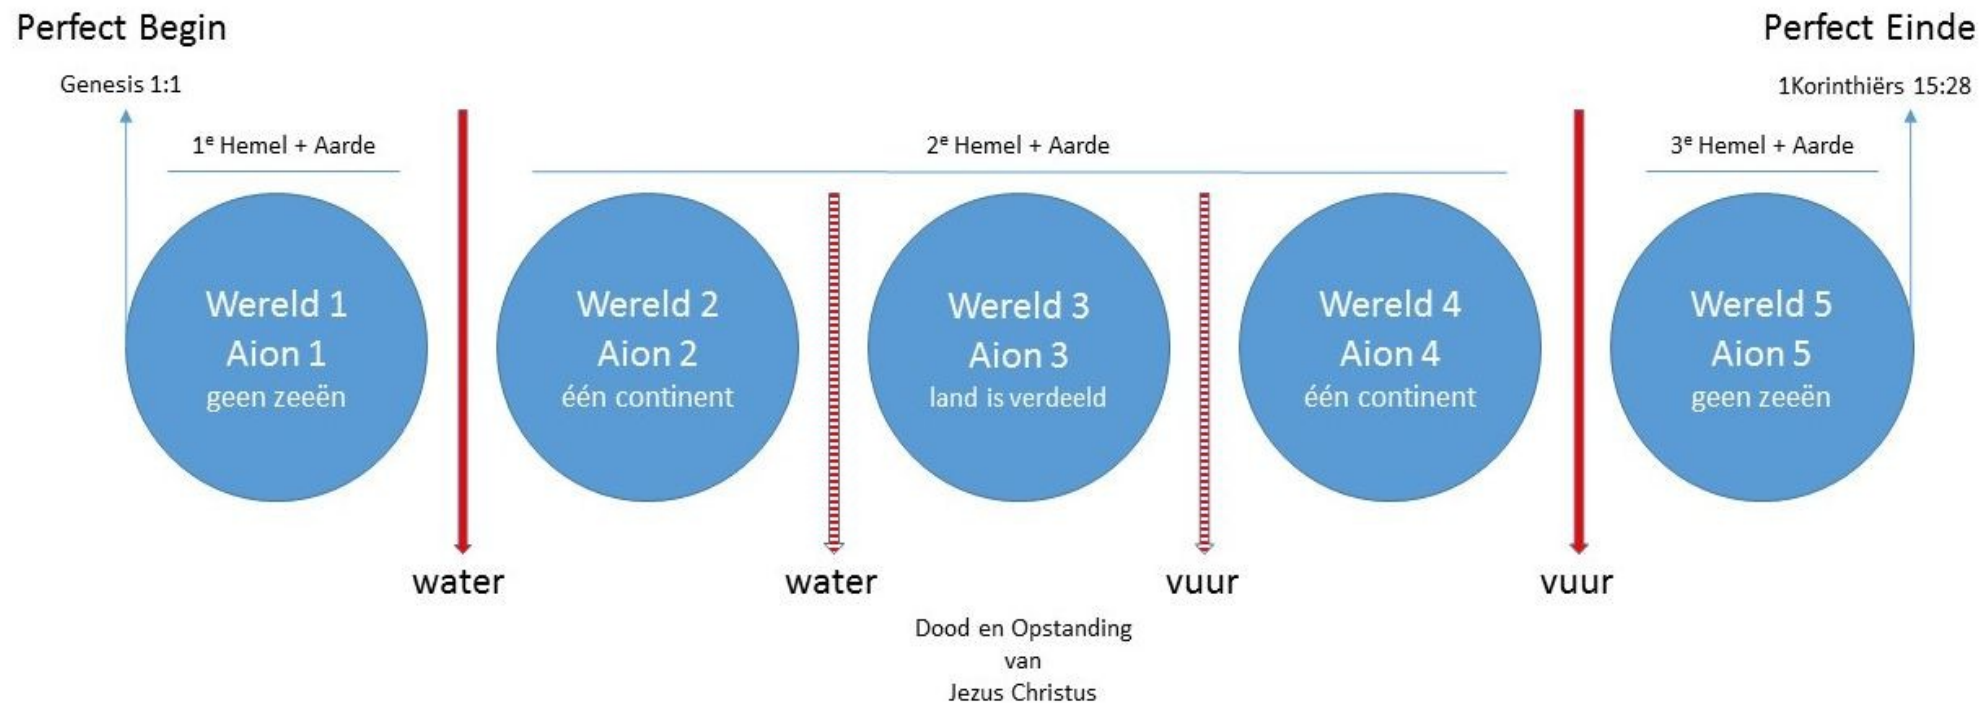 Perfect Begin
Perfect Einde
Genesis 1:1
1Korinthiërs 15:28
1e Hemel + Aarde
2e Hemel + Aarde
3e Hemel + Aarde
Wereld 1
Aion 1
geen zeeën
Wereld 2
Aion 2
één continent
Wereld 3
Aion 3
land is verdeeld
Wereld 4
Aion 4
één continent
Wereld 5
Aion 5
geen zeeën
water
water
vuur
vuur
Dood en Opstanding
van
Jezus Christus